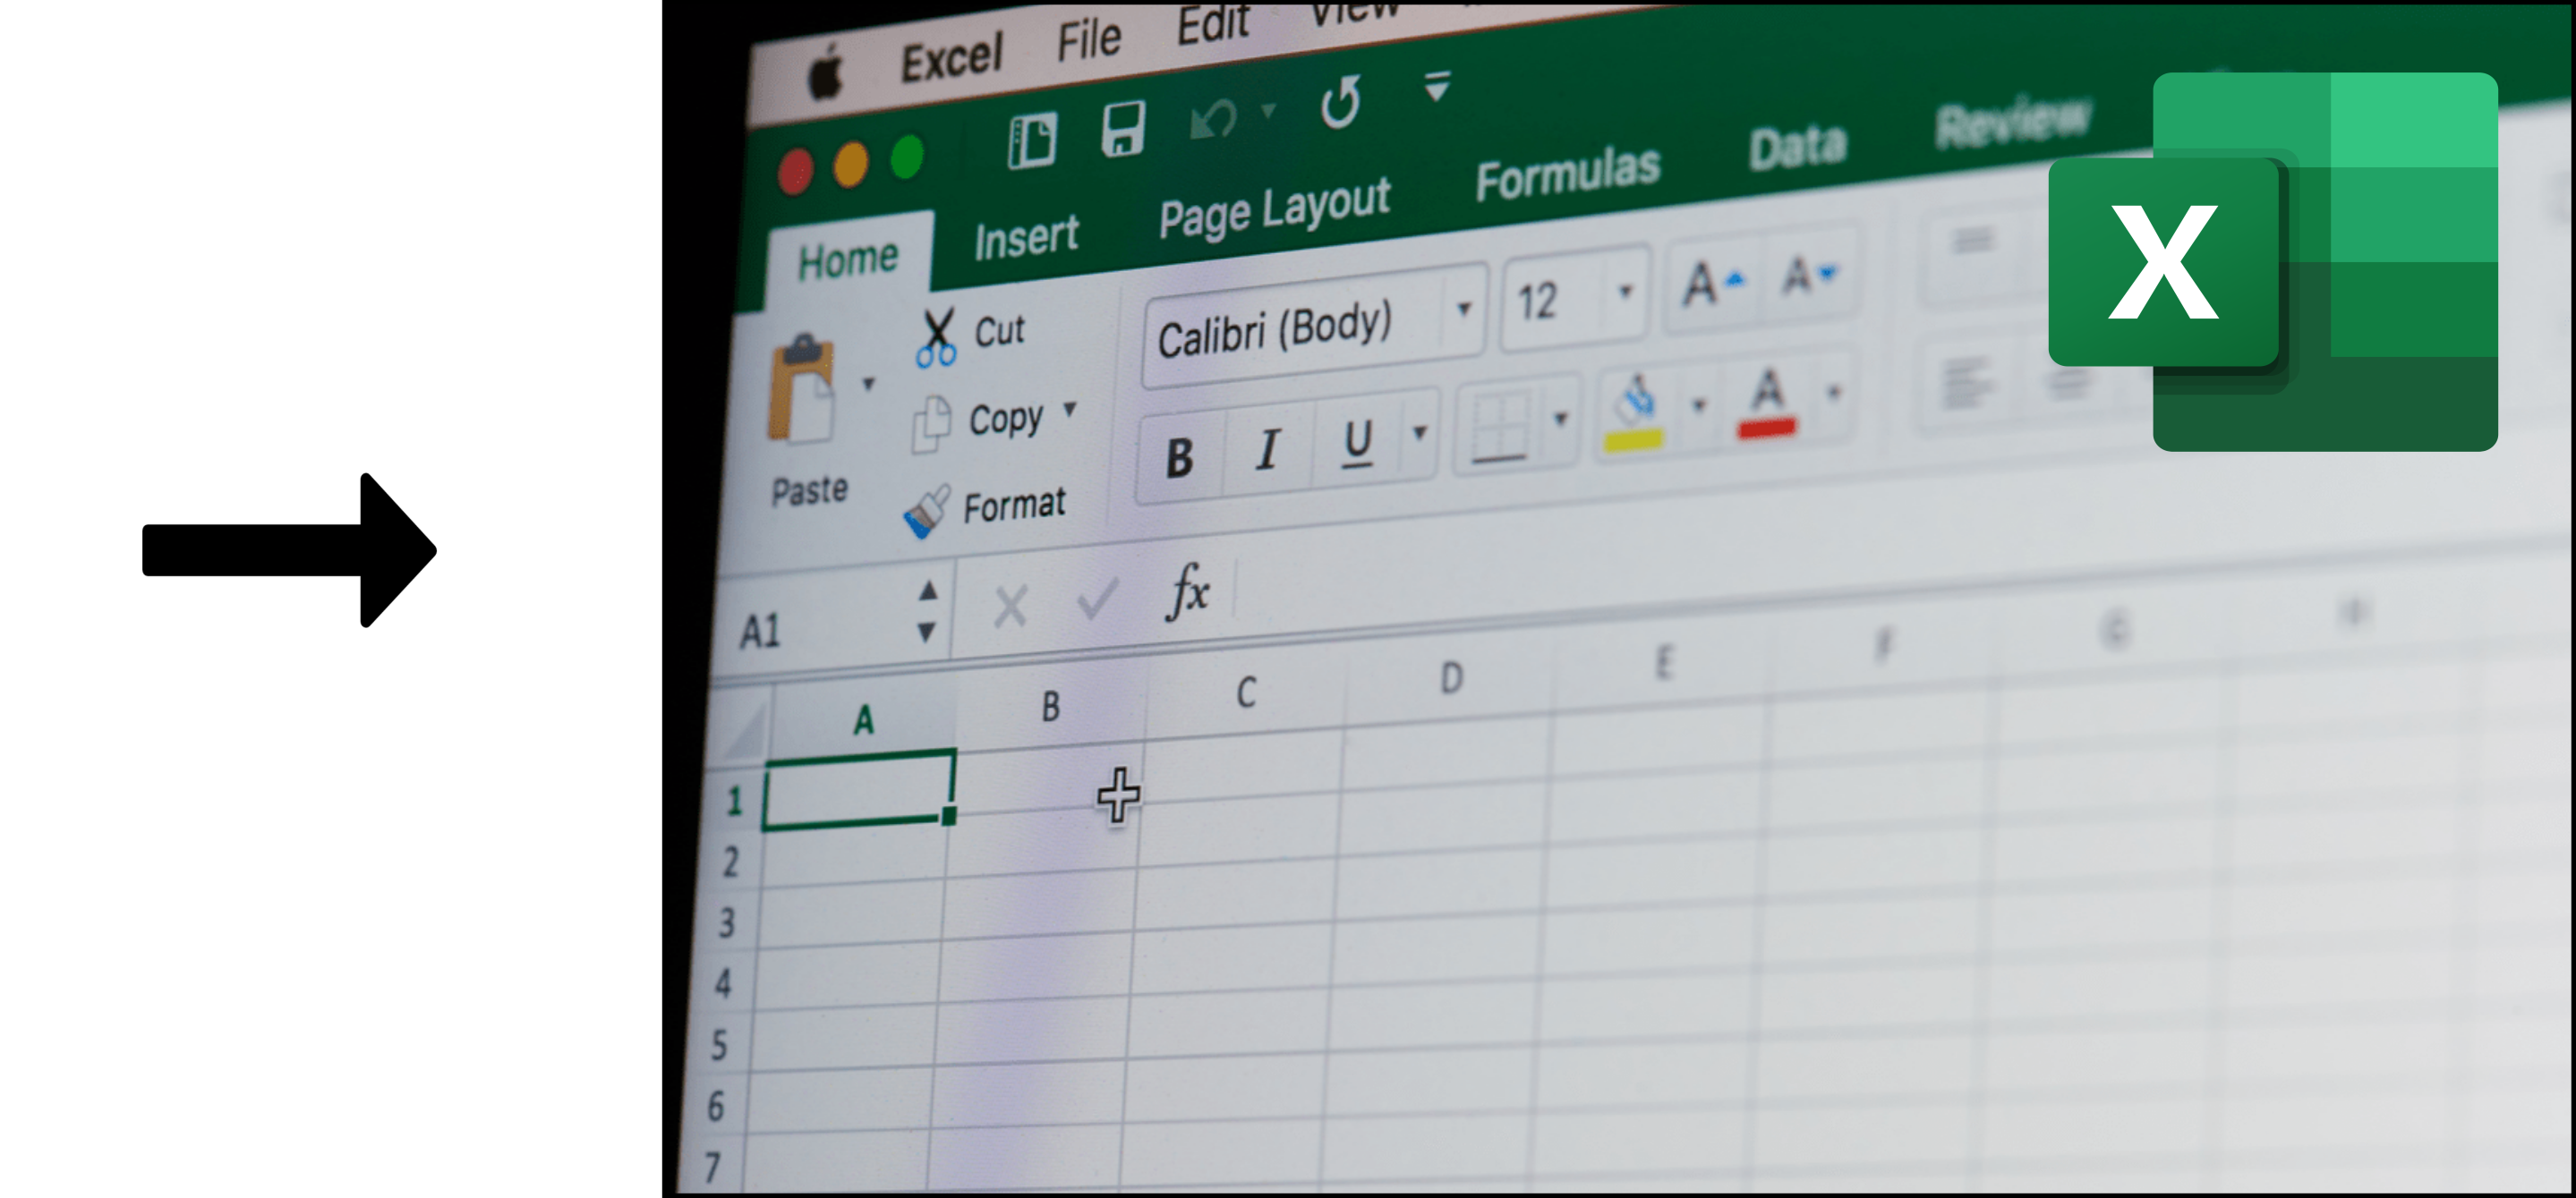 Excel File Edit View
Home Insert Page Layout Formulas Data Review
Paste
Cut
Copy
Format
Calibri (Body) 12 A A
B I U A
A1 fx
A B C D E F G H
1
2
3
4
5
6
7
X